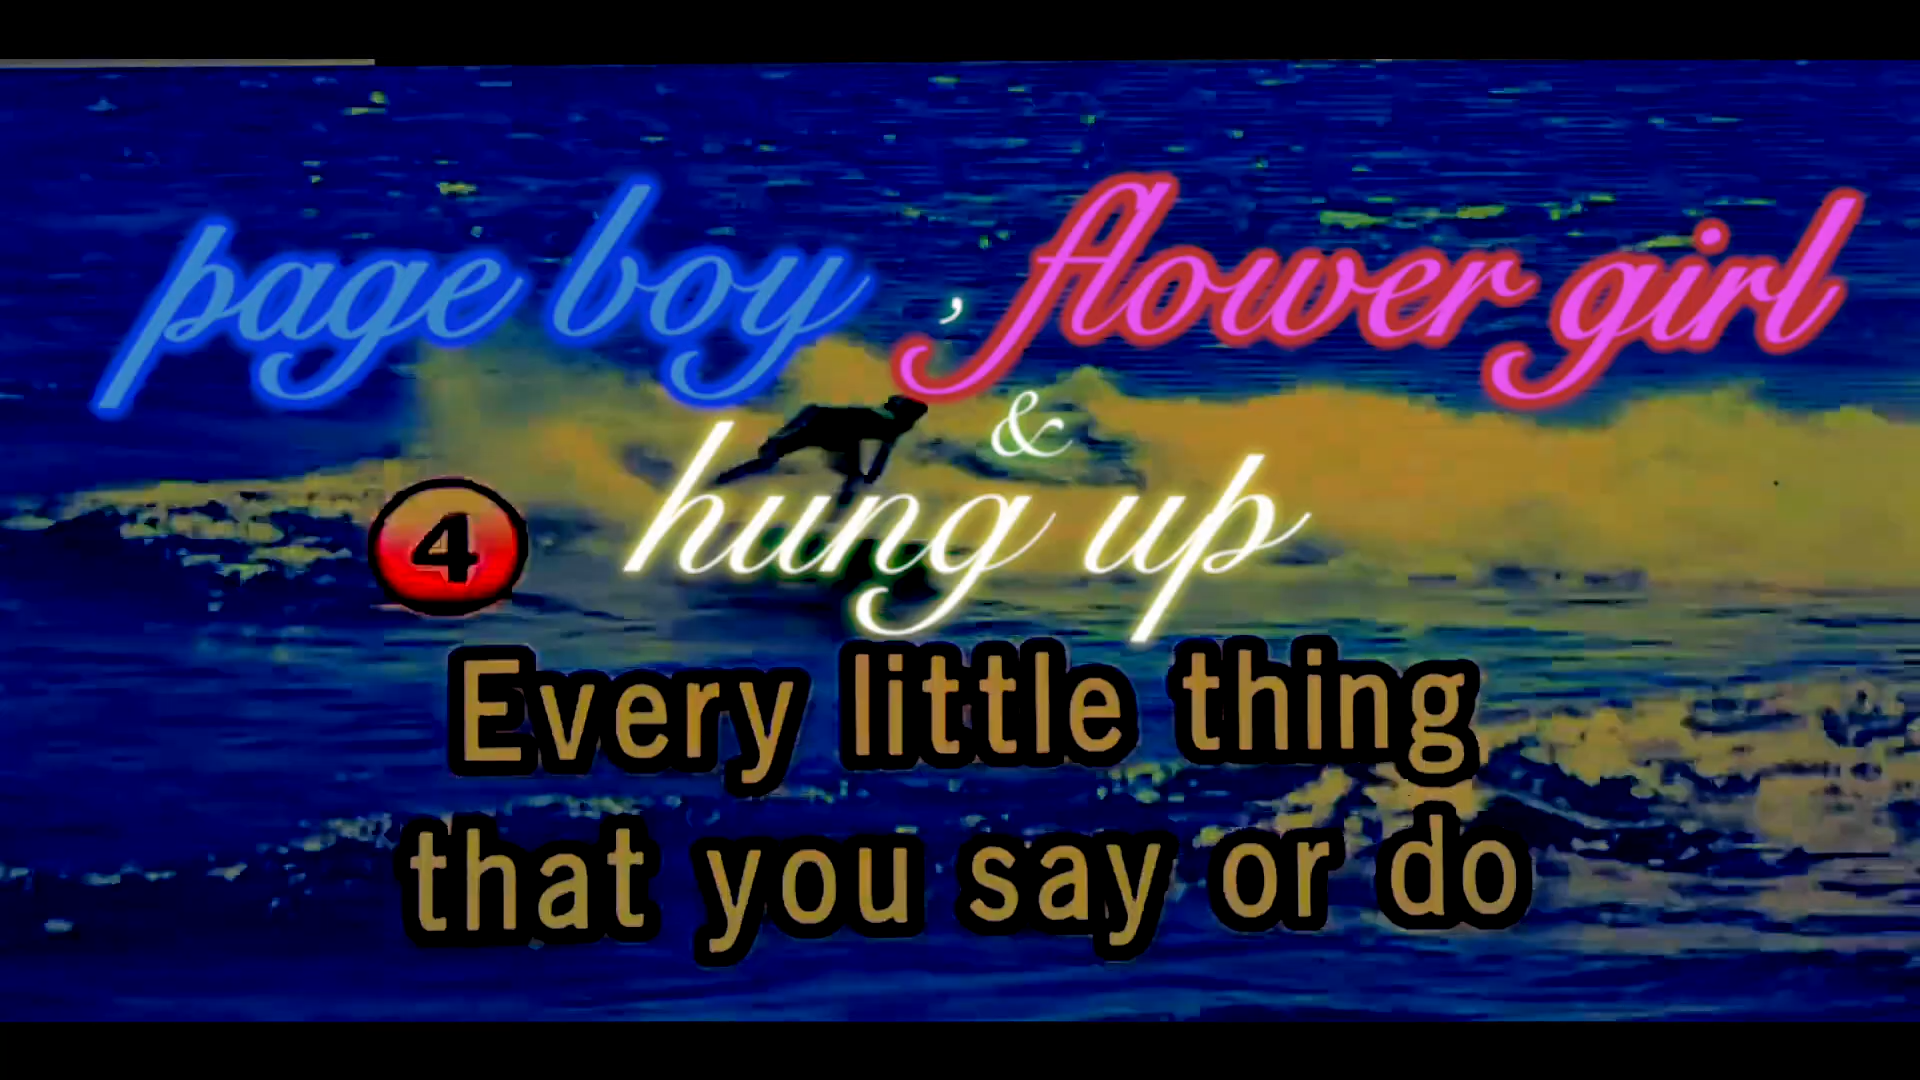 page boy , flower girl
&
hung up
4
Every little thing
that you say or do